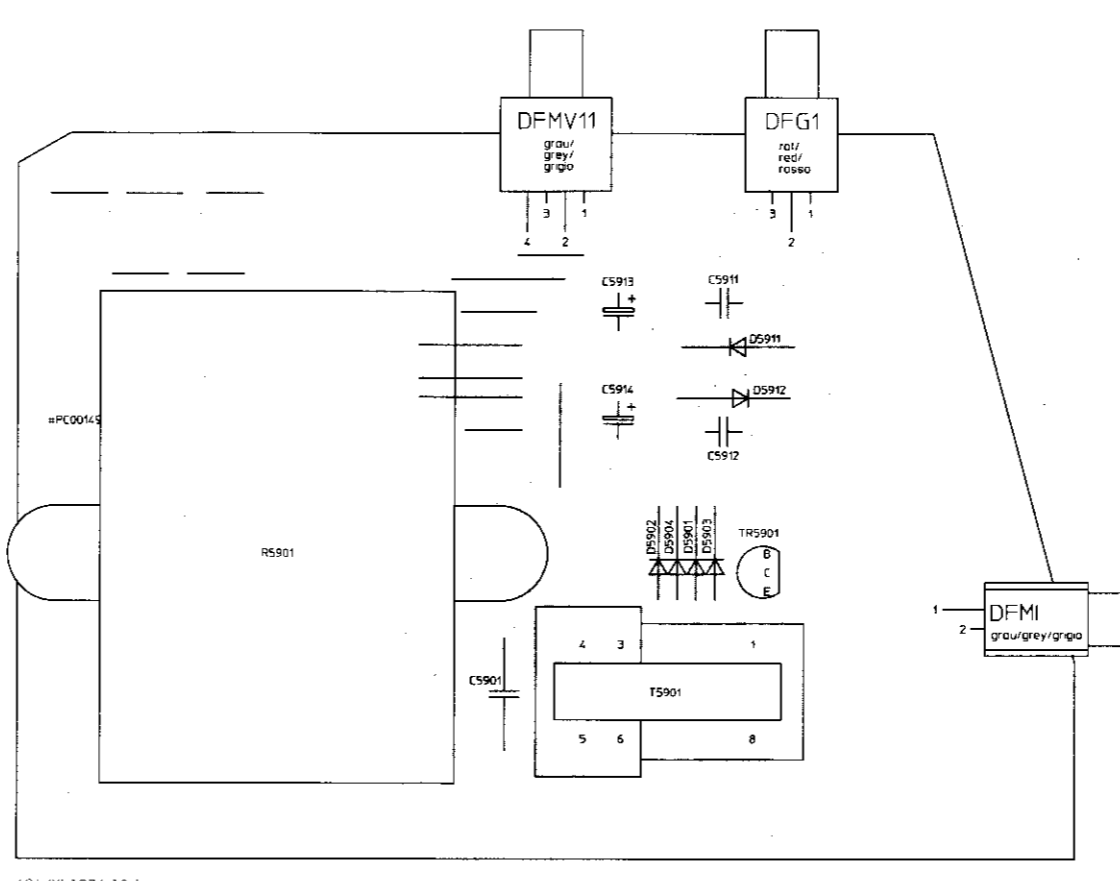 DFMV11
grau/
grey/
grigio
DFG1
rot/
red/
rosso
3
1
4
2
3
1
2
C5913
+
C5911
D5911
C5914
+
D5912
C5912
#PC00149
R5901
D5902
D5904
D5901
D5903
TR5901
B
C
E
1
2
DFMI
grau/grey/grigio
4
3
1
C5901
T5901
5
6
8